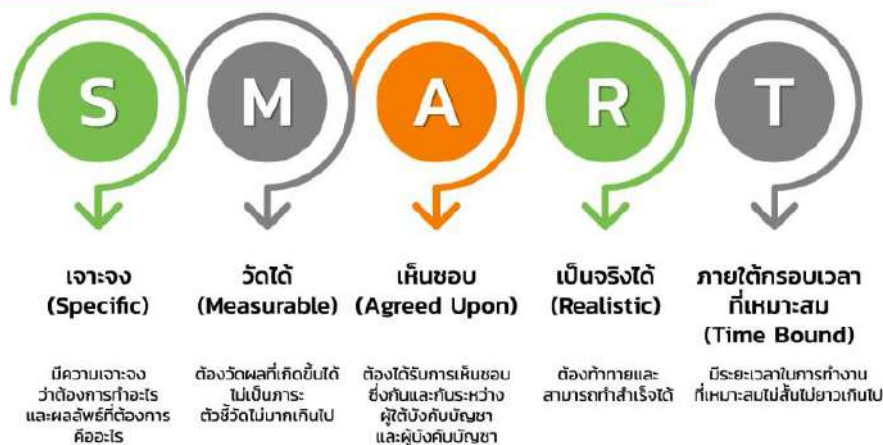 S M A R T
เจาะจง
(Specific)
มีความเจาะจง
ว่าต้องการทำอะไร
และผลลัพธ์ที่ต้องการ
คืออะไร
วัดได้
(Measurable)
ต้องวัดผลที่เกิดขึ้นได้
ไม่เป็นภาระ
ตัวชี้วัดไม่มากเกินไป
เห็นชอบ
(Agreed Upon)
ต้องได้รับการเห็นชอบ
ซึ่งกันและกันระหว่าง
ผู้ใต้บังคับบัญชา
และผู้บังคับบัญชา
เป็นจริงได้
(Realistic)
ต้องท้าทายและ
สามารถทำสำเร็จได้
ภายใต้กรอบเวลา
ที่เหมาะสม
(Time Bound)
มีระยะเวลาในการทำงาน
ที่เหมาะสมไม่สั้นไม่ยาวเกินไป